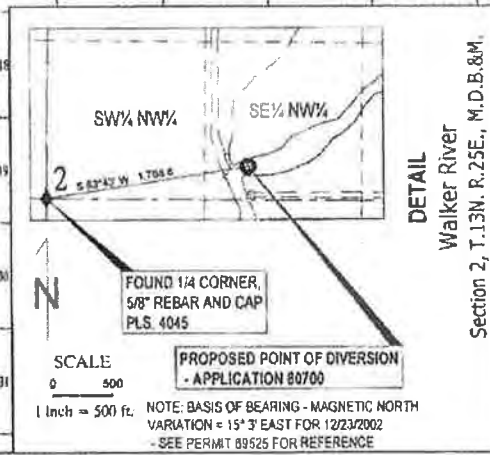 SW¼ NW¼
SE¼ NW¼
2
FOUND 1/4 CORNER,
5/8" REBAR AND CAP
PLS. 4045
N
SCALE
0 500
1 Inch = 500 ft.
PROPOSED POINT OF DIVERSION
- APPLICATION 80700
NOTE: BASIS OF BEARING - MAGNETIC NORTH
VARIATION = 15° 3' EAST FOR 12/23/2002
- SEE PERMIT 69525 FOR REFERENCE
DETAIL
Walker River
Section 2, T.13N. R.25E., M.D.B.&M.